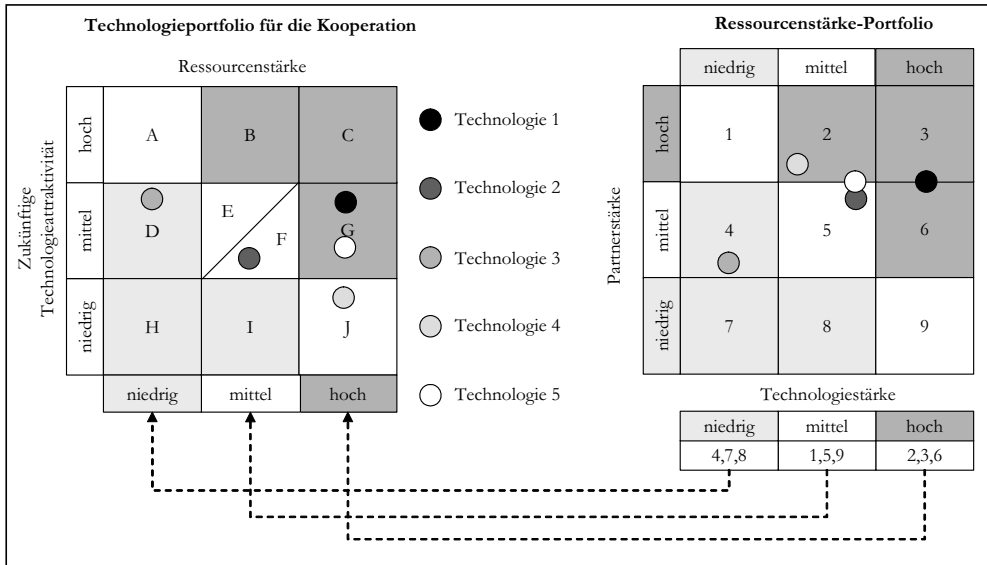 Technologieportfolio für die Kooperation
Ressourcenstärke
Zukünftige
Technologieattraktivität
hoch
mittel
niedrig
A B C
D E F G
H I J
niedrig mittel hoch
Technologie 1
Technologie 2
Technologie 3
Technologie 4
Technologie 5
Ressourcenstärke-Portfolio
niedrig mittel hoch
Partnerstärke
hoch
mittel
niedrig
1 2 3
4 5 6
7 8 9
Technologiestärke
niedrig mittel hoch
4,7,8 1,5,9 2,3,6